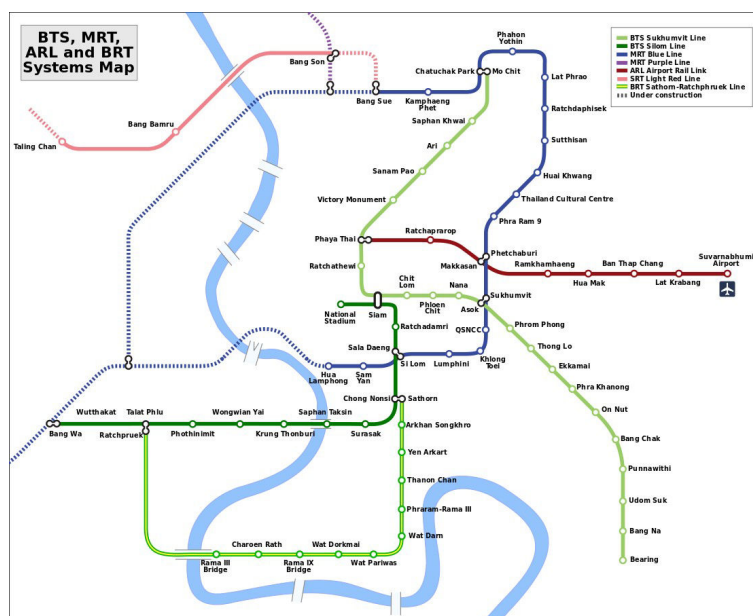 BTS, MRT,
ARL and BRT
Systems Map
BTS Sukhumvit Line
BTS Silom Line
MRT Blue Line
MRT Purple Line
ARL Airport Rail Link
SRT Light Red Line
BRT Sathorn-Ratchphruek Line
Under construction
Phahon
Yothin
Bang Son
Chatuchak Park
Mo Chit
Lat Phrao
Bang Sue
Kamphaeng
Phet
Ratchdaphisek
Saphan Khwai
Bang Bamru
Taling Chan
Ari
Sutthisan
Sanam Pao
Huai Khwang
Thailand Cultural Centre
Victory Monument
Phra Ram 9
Ratchaprarop
Phaya Thai
Phetchaburi
Makkasan
Ramkhamhaeng
Ban Thap Chang
Suvarnabhumi
Airport
Hua Mak
Lat Krabang
Ratchathewi
Chit
Lom
Nana
Phloen
Chit
Sukhumvit
Asok
National
Stadium
Siam
Ratchadamri
QSNCC
Phrom Phong
Thong Lo
Sala Daeng
Si Lom
Lumphini
Khlong
Toei
Hua
Lamphong
Sam
Yan
Ekkamai
Phra Khanong
Chong Nonsi
Sathorn
On Nut
Wutthakat
Talat Phlu
Wongwian Yai
Saphan Taksin
Bang Wa
Ratchpruek
Phothinimit
Krung Thonburi
Surasak
Arkhan Songkhro
Bang Chak
Yen Arkart
Punnawithi
Thanon Chan
Udom Suk
Phraram-Rama III
Bang Na
Wat Darn
Charoen Rath
Wat Dorkmai
Rama III
Bridge
Rama IX
Bridge
Wat Pariwas
Bearing